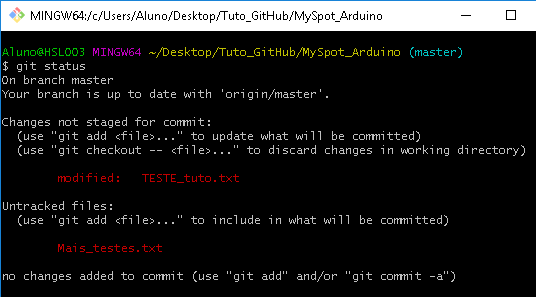 MINGW64:/c/Users/Aluno/Desktop/Tuto_GitHub/MySpot_Arduino
Aluno@HSL003 MINGW64 ~/Desktop/Tuto_GitHub/MySpot_Arduino (master)
$ git status
On branch master
Your branch is up to date with 'origin/master'.
Changes not staged for commit:
(use "git add <file>..." to update what will be committed)
(use "git checkout -- <file>..." to discard changes in working directory)
modified: TESTE_tuto.txt
Untracked files:
(use "git add <file>..." to include in what will be committed)
Mais_testes.txt
no changes added to commit (use "git add" and/or "git commit -a")